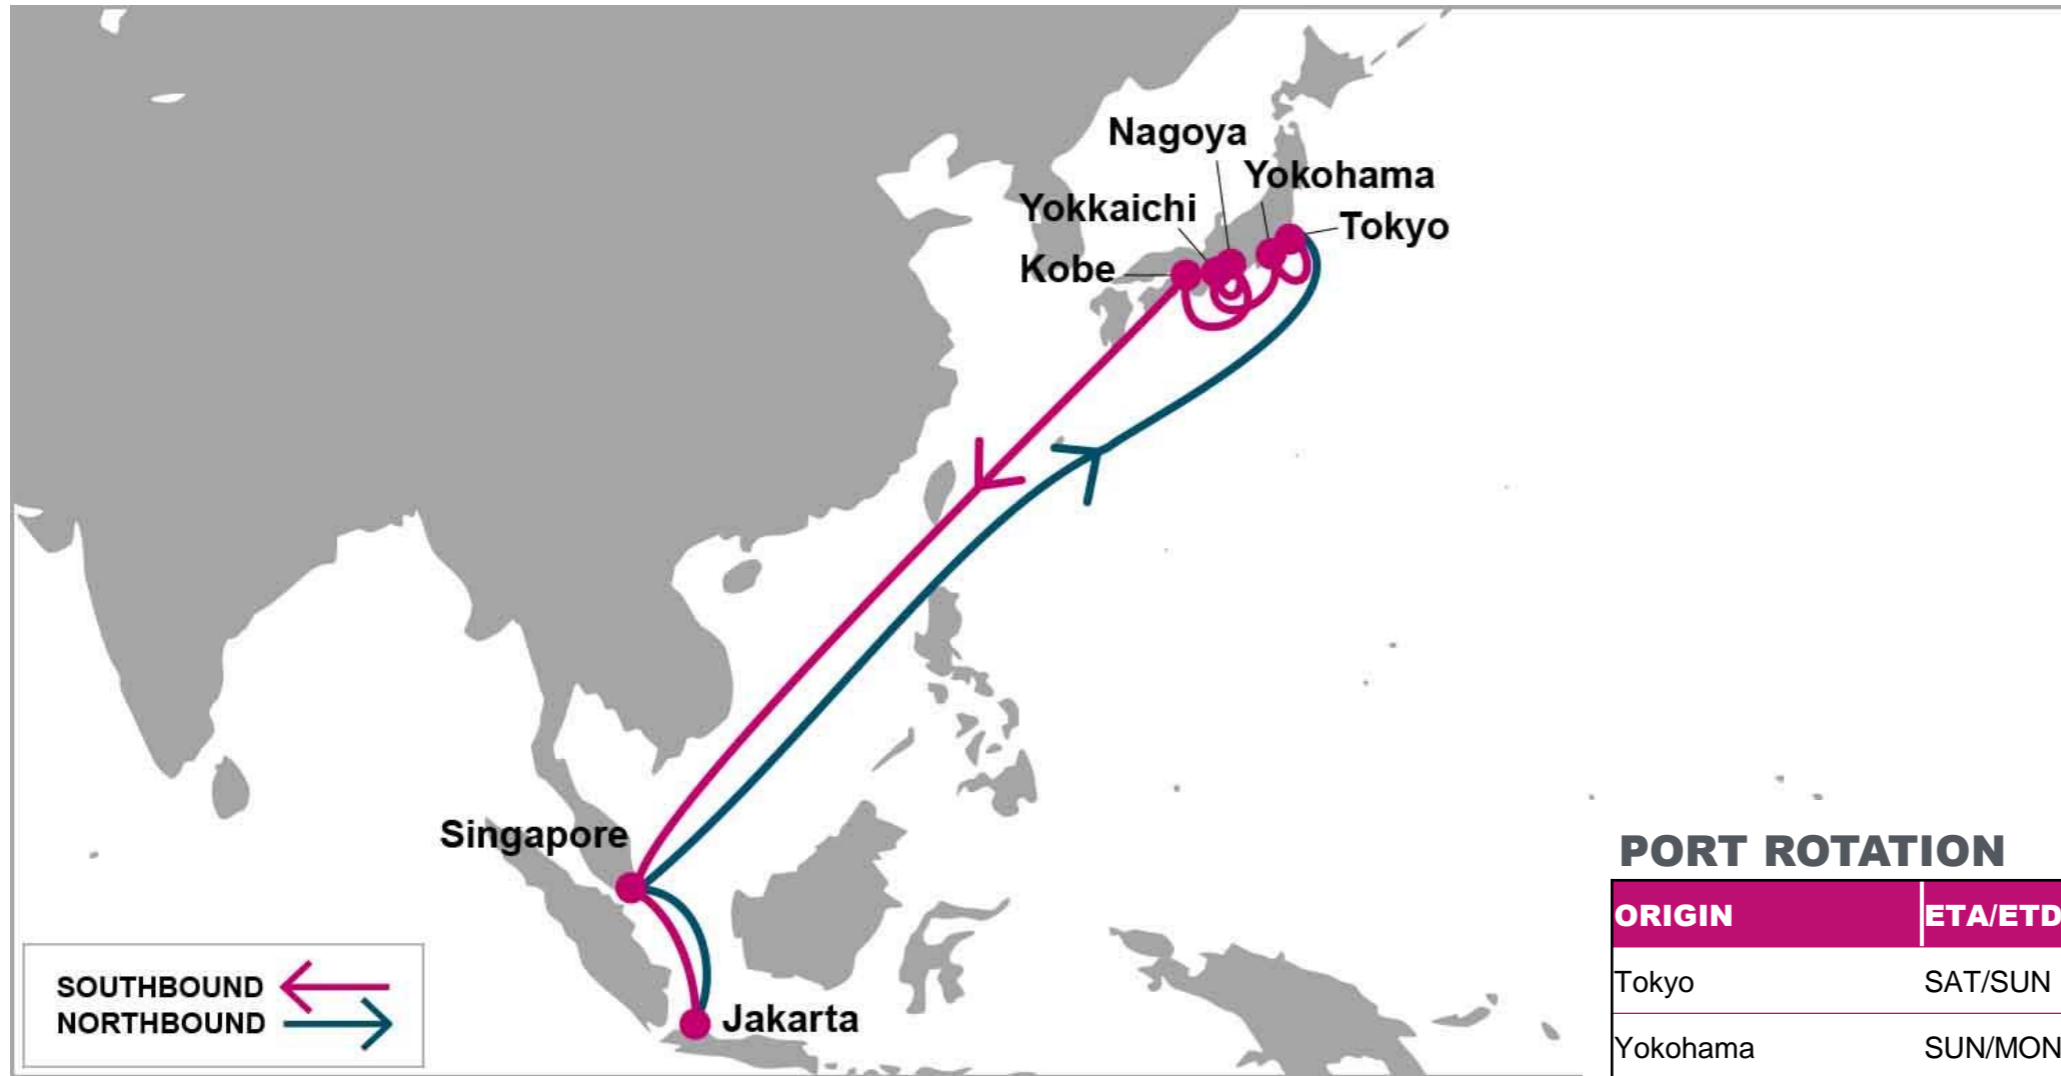 Nagoya
Yokohama
Yokkaichi
Tokyo
Kobe
Singapore
Jakarta
SOUTHBOUND
NORTHBOUND
PORT ROTATION
ORIGIN ETA/ETD
Tokyo SAT/SUN
Yokohama SUN/MON